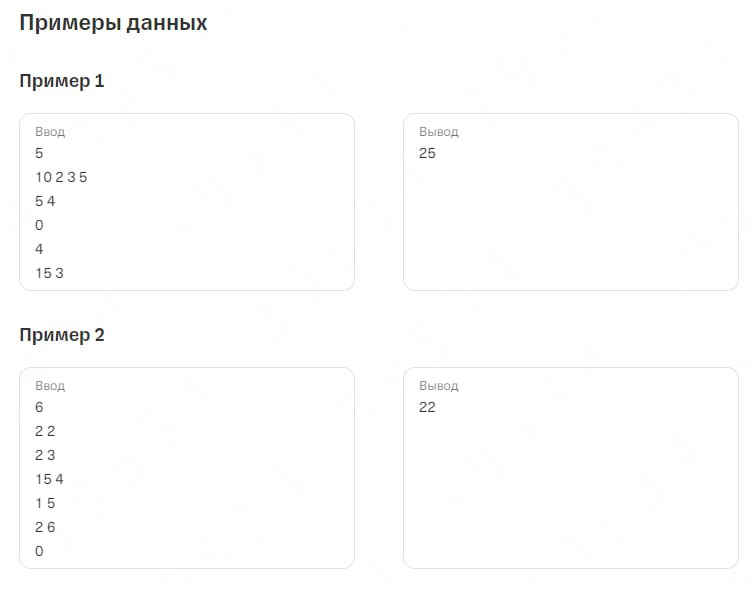 Примеры данных
Пример 1
Ввод
5
10 2 3 5
5 4
0
4
15 3
Вывод
25
Пример 2
Ввод
6
2 2
2 3
15 4
1 5
2 6
0
Вывод
22